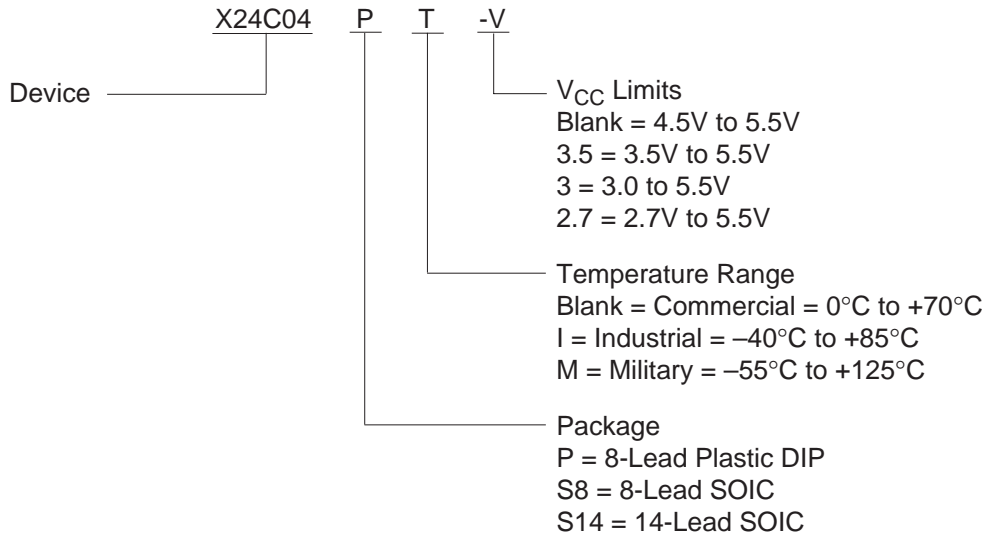 X24C04 P T -V
Device
VCC Limits
Blank = 4.5V to 5.5V
3.5 = 3.5V to 5.5V
3 = 3.0 to 5.5V
2.7 = 2.7V to 5.5V
Temperature Range
Blank = Commercial = 0°C to +70°C
I = Industrial = –40°C to +85°C
M = Military = –55°C to +125°C
Package
P = 8-Lead Plastic DIP
S8 = 8-Lead SOIC
S14 = 14-Lead SOIC